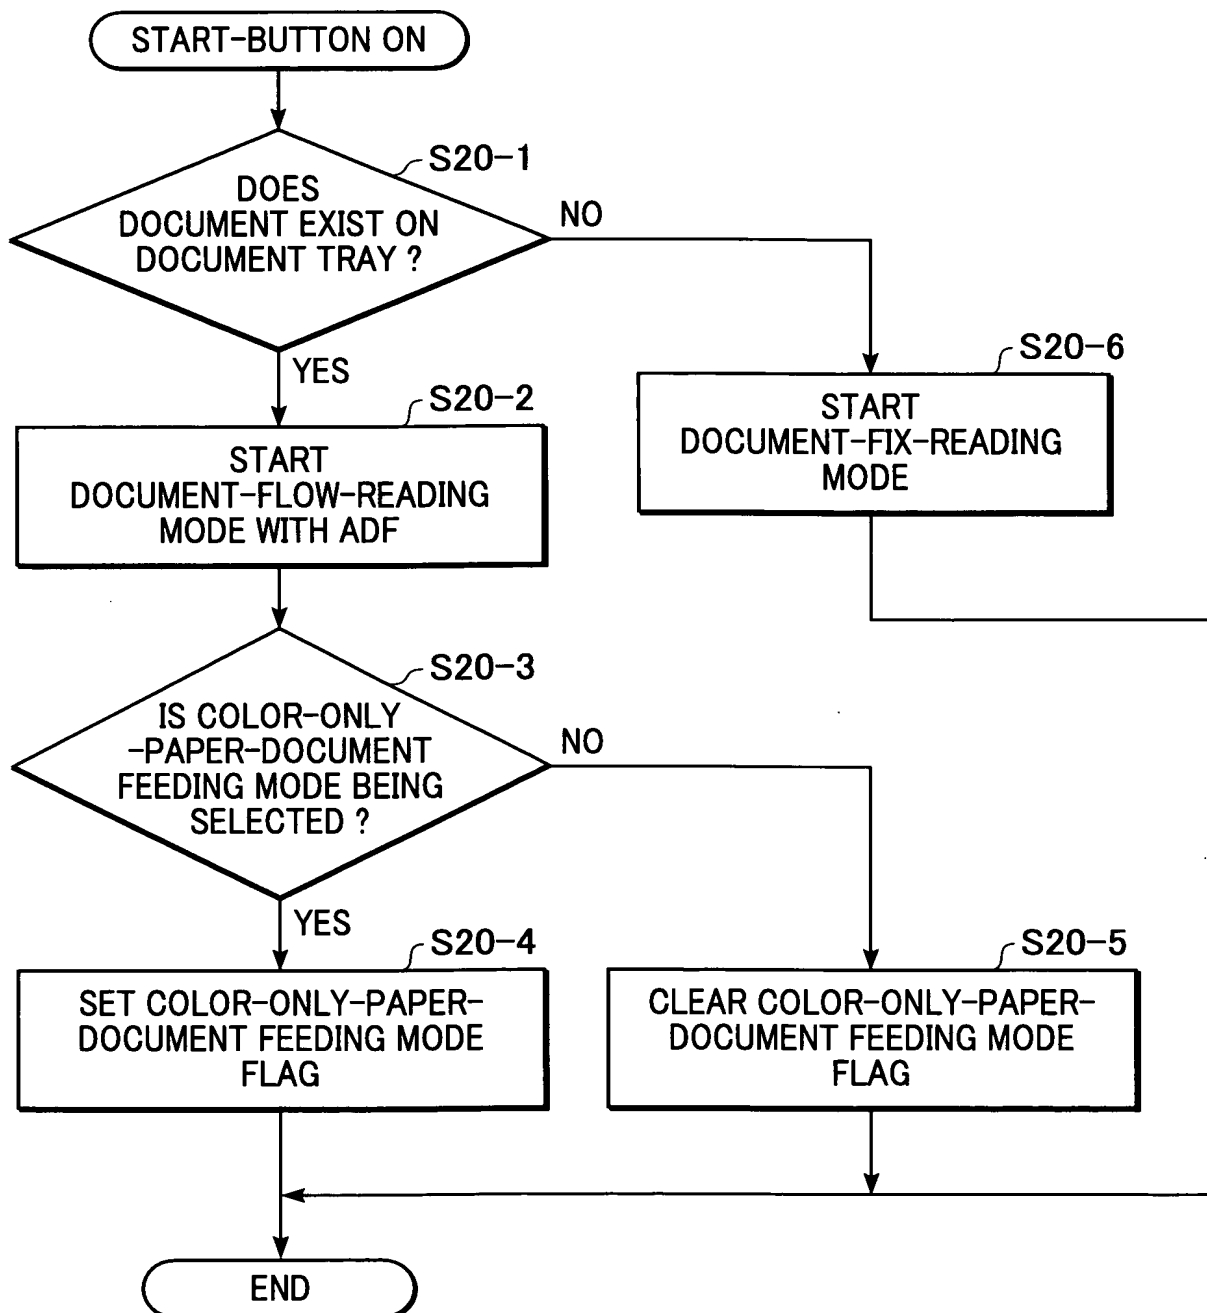 START-BUTTON ON
S20-1
DOES
DOCUMENT EXIST ON
DOCUMENT TRAY ?
NO
YES
S20-6
START
DOCUMENT-FIX-READING
MODE
S20-2
START
DOCUMENT-FLOW-READING
MODE WITH ADF
S20-3
IS COLOR-ONLY
-PAPER-DOCUMENT
FEEDING MODE BEING
SELECTED ?
NO
YES
S20-4
SET COLOR-ONLY-PAPER-
DOCUMENT FEEDING MODE
FLAG
S20-5
CLEAR COLOR-ONLY-PAPER-
DOCUMENT FEEDING MODE
FLAG
END